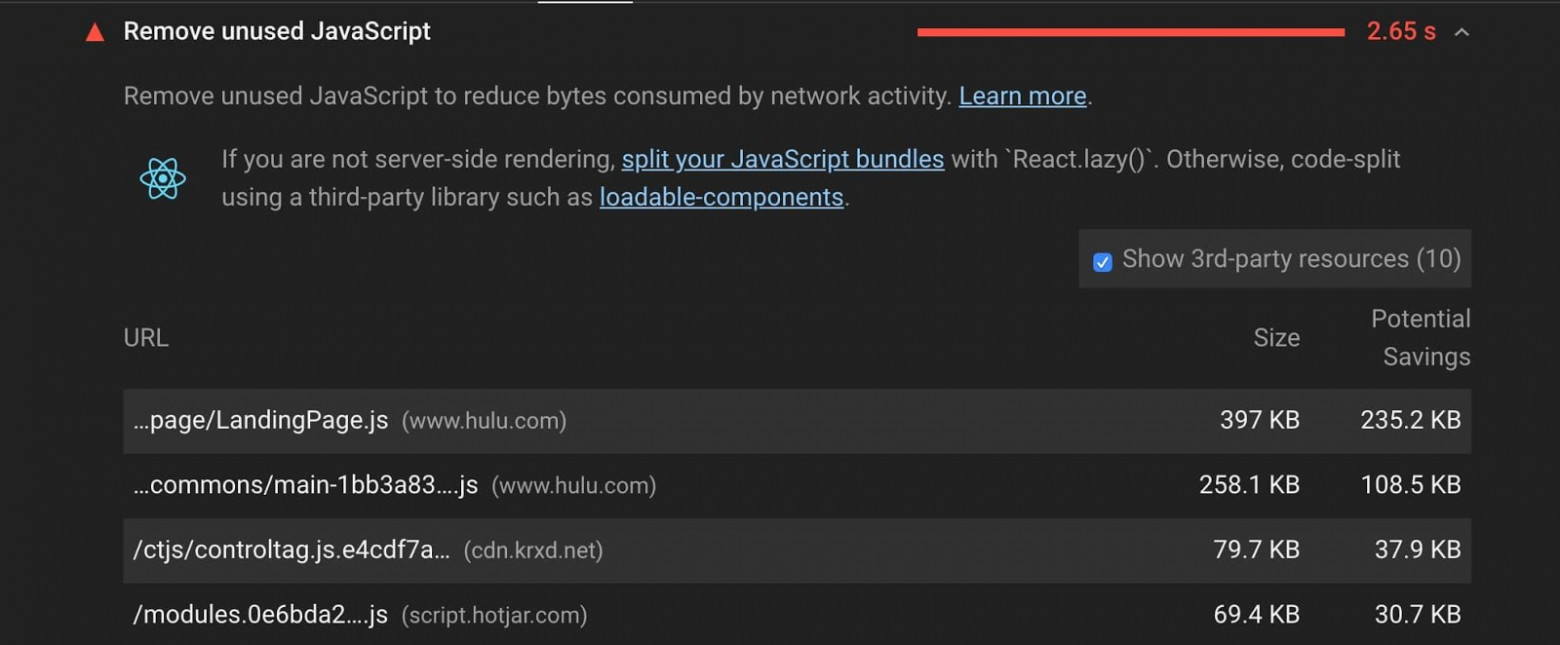 Remove unused JavaScript 2.65 s
Remove unused JavaScript to reduce bytes consumed by network activity. Learn more.
If you are not server-side rendering, split your JavaScript bundles with `React.lazy()`. Otherwise, code-split
using a third-party library such as loadable-components.
Show 3rd-party resources (10)
URL Size Potential
Savings
...page/LandingPage.js (www.hulu.com) 397 KB 235.2 KB
...commons/main-1bb3a83....js (www.hulu.com) 258.1 KB 108.5 KB
/ctjs/controltag.js.e4cdf7a... (cdn.krxd.net) 79.7 KB 37.9 KB
/modules.0e6bda2....js (script.hotjar.com) 69.4 KB 30.7 KB